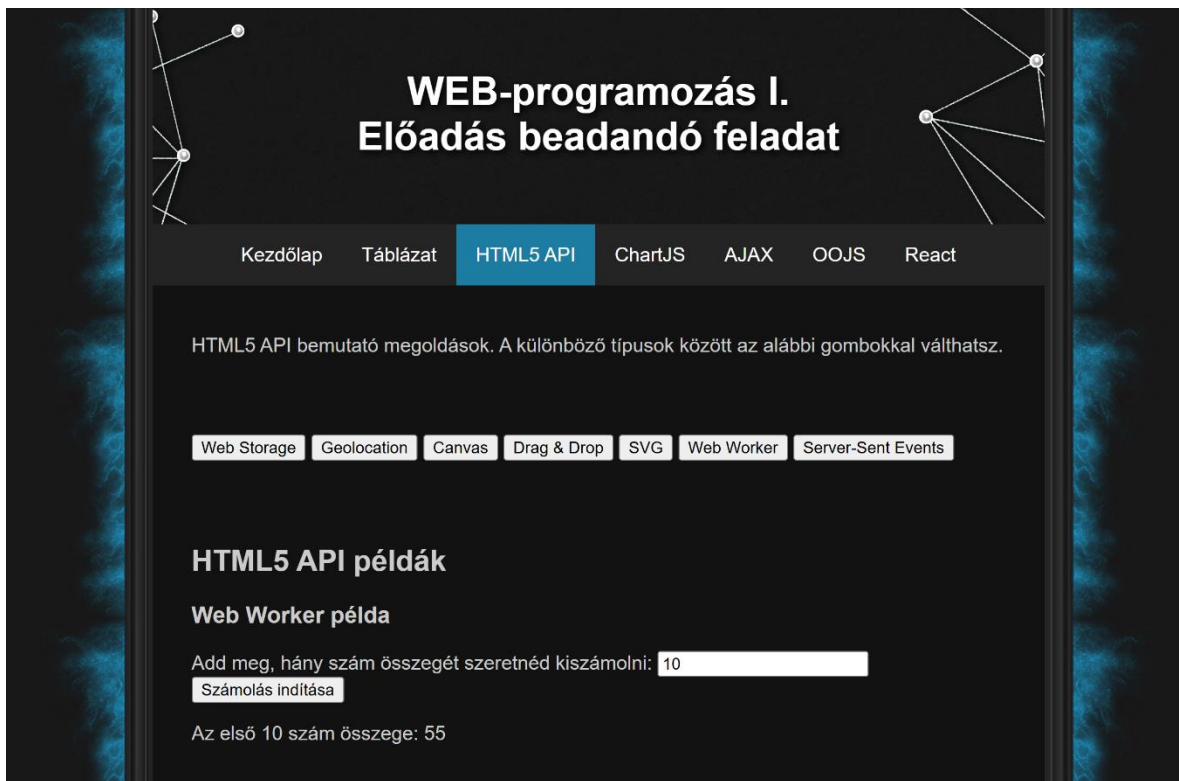 WEB-programozás I.
Előadás beadandó feladat
Kezdőlap Táblázat HTML5 API ChartJS AJAX OOJS React
HTML5 API bemutató megoldások. A különböző típusok között az alábbi gombokkal válthatsz.
Web Storage Geolocation Canvas Drag & Drop SVG Web Worker Server-Sent Events
HTML5 API példák
Web Worker példa
Add meg, hány szám összegét szeretnéd kiszámolni: 10
Számolás indítása
Az első 10 szám összege: 55